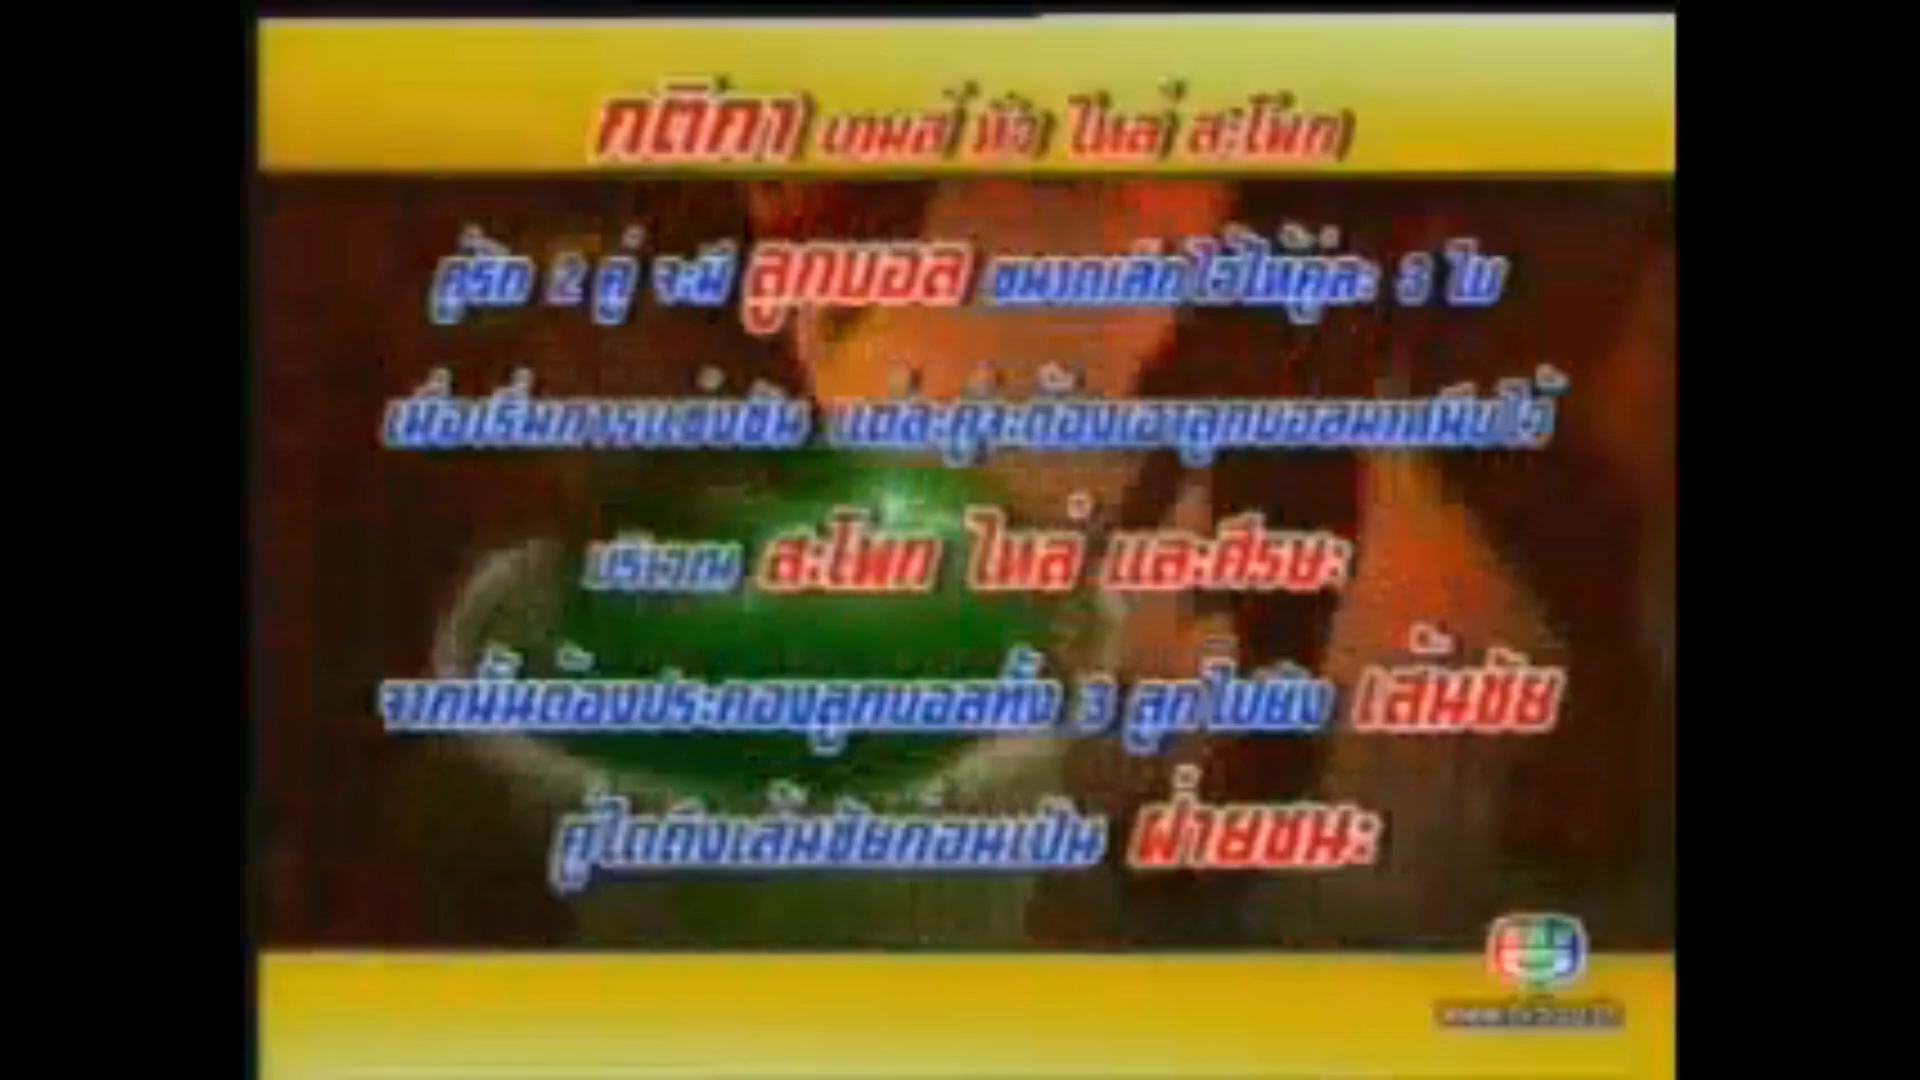 กติกา เกมส์ หัว ไหล่ สะโพก
คู่รัก 2 คู่ จะมี ลูกบอล ขนาดเล็กไว้ให้คู่ละ 3 ใบ
เมื่อเริ่มการแข่งขัน แต่ละคู่จะต้องเอาลูกบอลมาหนีบไว้
บริเวณ สะโพก ไหล่ และศีรษะ
จากนั้นต้องประคองลูกบอลทั้ง 3 ลูกไปยัง เส้นชัย
คู่ใดถึงเส้นชัยก่อนเป็น ฝ่ายชนะ